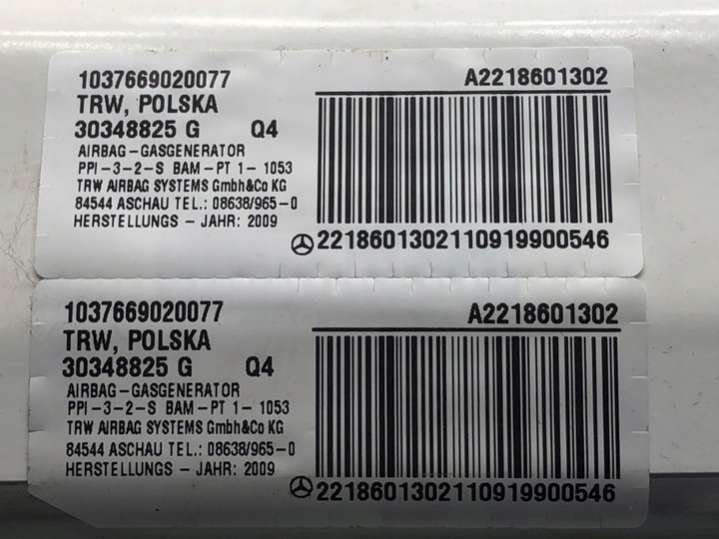 1037669020077
TRW, POLSKA
30348825 G Q4
AIRBAG-GASGENERATOR
PPI-3-2-S BAM-PT 1- 1053
TRW AIRBAG SYSTEMS Gmbh&Co KG
84544 ASCHAU TEL.: 08638/965-0
HERSTELLUNGS - JAHR: 2009
A2218601302
2218601302110919900546
1037669020077
TRW, POLSKA
30348825 G Q4
AIRBAG-GASGENERATOR
PPI-3-2-S BAM-PT 1- 1053
TRW AIRBAG SYSTEMS Gmbh&Co KG
84544 ASCHAU TEL.: 08638/965-0
HERSTELLUNGS - JAHR: 2009
A2218601302
2218601302110919900546